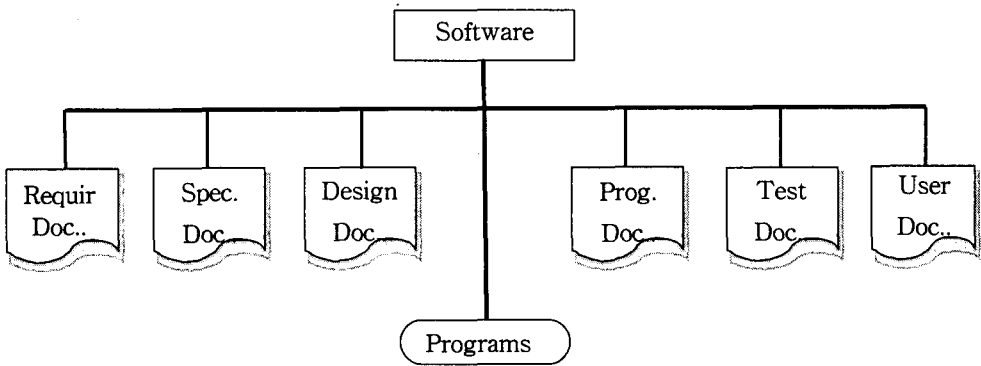 Software
Requir
Doc..
Spec.
Doc
Design
Doc
Prog.
Doc
Test
Doc
User
Doc..
Programs